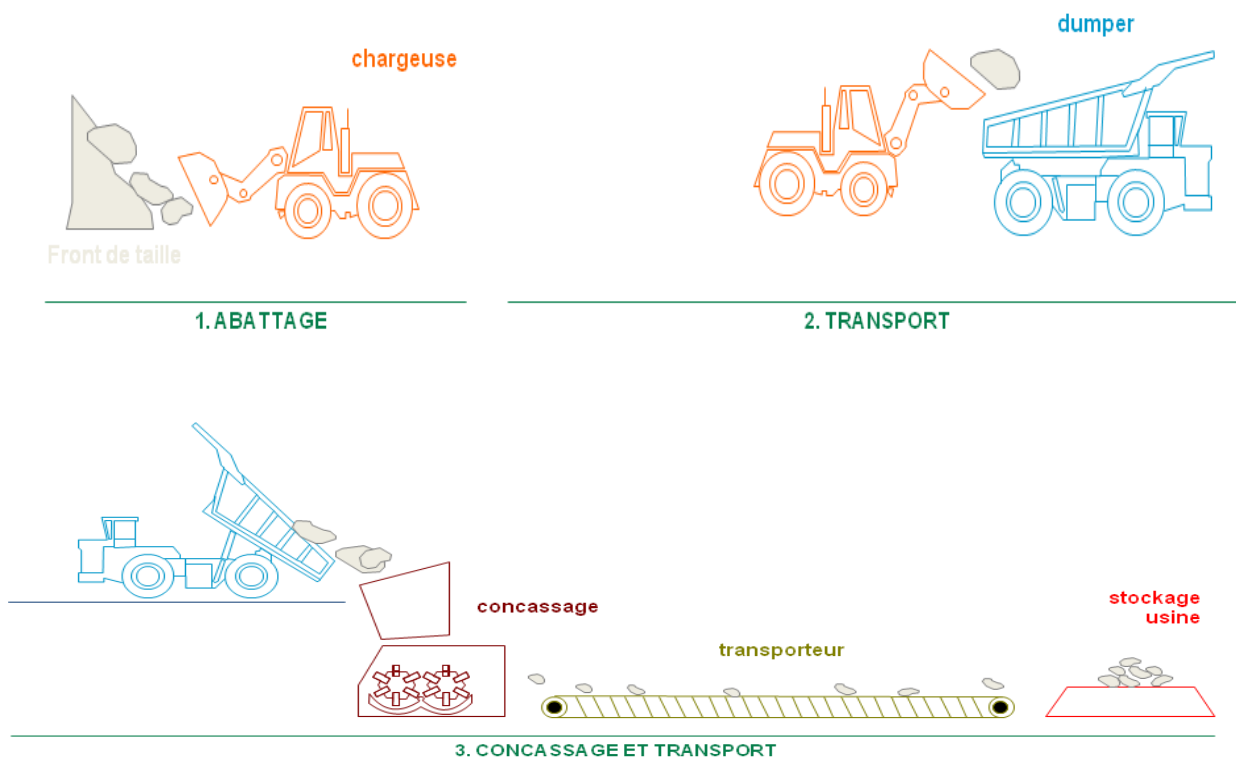 dumper
chargeuse
Front de taille
1. ABATTAGE
2. TRANSPORT
concassage
stockage
usine
transporteur
3. CONCASSAGE ET TRANSPORT